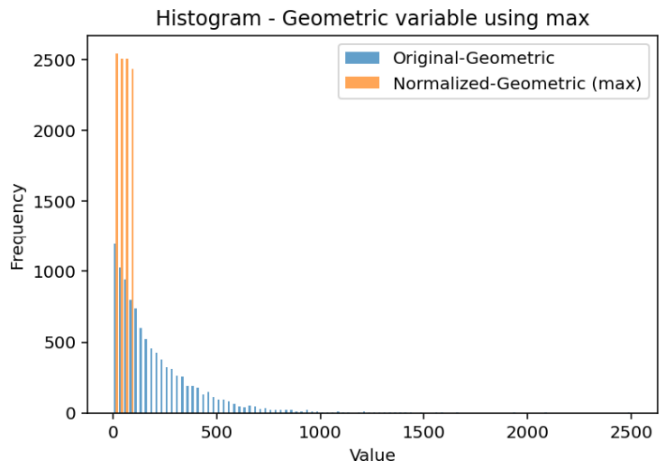 Histogram - Geometric variable using max
Original-Geometric
Normalized-Geometric (max)
2500
2000
1500
1000
500
0
Frequency
0 500 1000 1500 2000 2500
Value